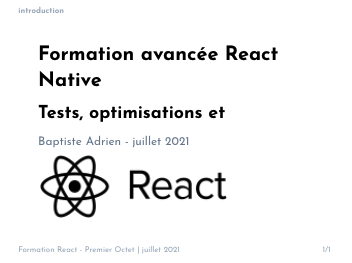 introduction
Formation avancée React
Native
Tests, optimisations et
Baptiste Adrien - juillet 2021
React
Formation React - Premier Octet | juillet 2021
1/1